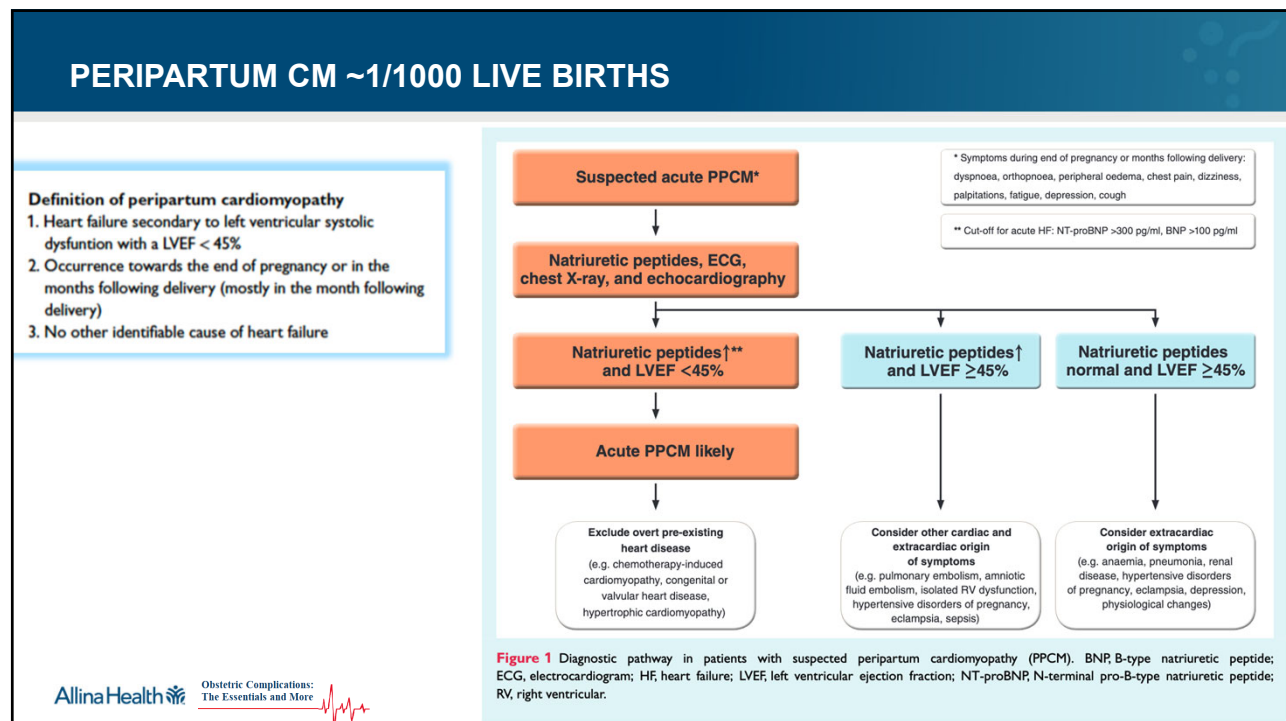 PERIPARTUM CM ~1/1000 LIVE BIRTHS
Definition of peripartum cardiomyopathy
1. Heart failure secondary to left ventricular systolic
dysfuntion with a LVEF < 45%
2. Occurrence towards the end of pregnancy or in the
months following delivery (mostly in the month following
delivery)
3. No other identifiable cause of heart failure
Suspected acute PPCM*
* Symptoms during end of pregnancy or months following delivery:
dyspnoea, orthopnoea, peripheral oedema, chest pain, dizziness,
palpitations, fatigue, depression, cough
** Cut-off for acute HF: NT-proBNP >300 pg/ml, BNP >100 pg/ml
Natriuretic peptides, ECG,
chest X-ray, and echocardiography
Natriuretic peptides↑**
and LVEF <45%
Natriuretic peptides↑
and LVEF ≥45%
Natriuretic peptides
normal and LVEF ≥45%
Acute PPCM likely
Exclude overt pre-existing
heart disease
(e.g. chemotherapy-induced
cardiomyopathy, congenital or
valvular heart disease,
hypertrophic cardiomyopathy)
Consider other cardiac and
extracardiac origin
of symptoms
(e.g. pulmonary embolism, amniotic
fluid embolism, isolated RV dysfunction,
hypertensive disorders of pregnancy,
eclampsia, sepsis)
Consider extracardiac
origin of symptoms
(e.g. anaemia, pneumonia, renal
disease, hypertensive disorders
of pregnancy, eclampsia, depression,
physiological changes)
Figure 1 Diagnostic pathway in patients with suspected peripartum cardiomyopathy (PPCM). BNP, B-type natriuretic peptide;
ECG, electrocardiogram; HF, heart failure; LVEF, left ventricular ejection fraction; NT-proBNP, N-terminal pro-B-type natriuretic peptide;
RV, right ventricular.
Allina Health
Obstetric Complications:
The Essentials and More